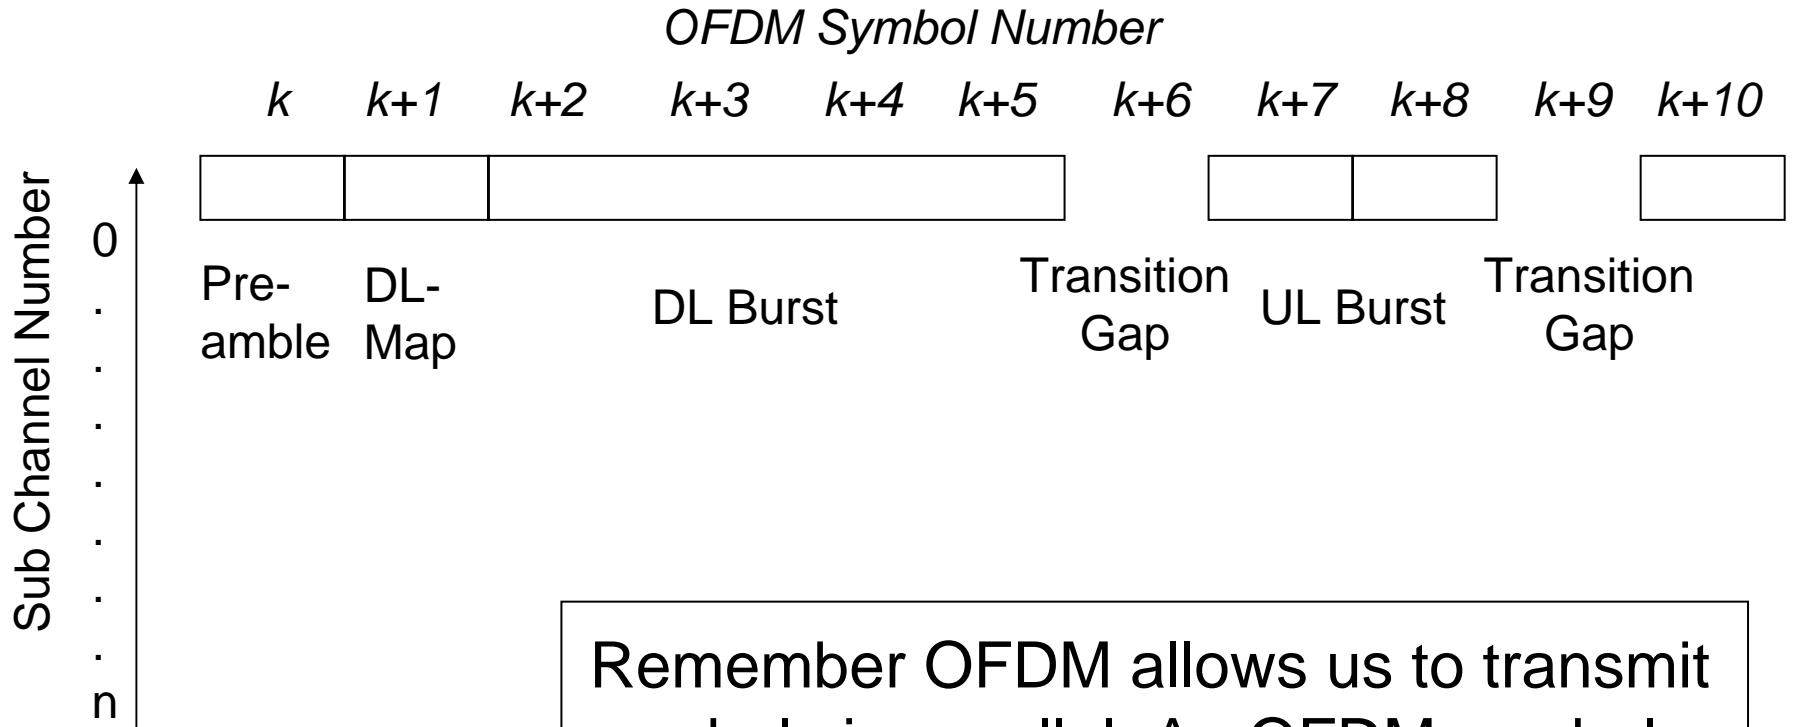 OFDM Symbol Number
k k+1 k+2 k+3 k+4 k+5 k+6 k+7 k+8 k+9 k+10
Sub Channel Number
0
.
.
.
.
.
.
.
n
Pre-
amble
DL-
Map
DL Burst
Transition
Gap
UL Burst
Transition
Gap
Remember OFDM allows us to transmit